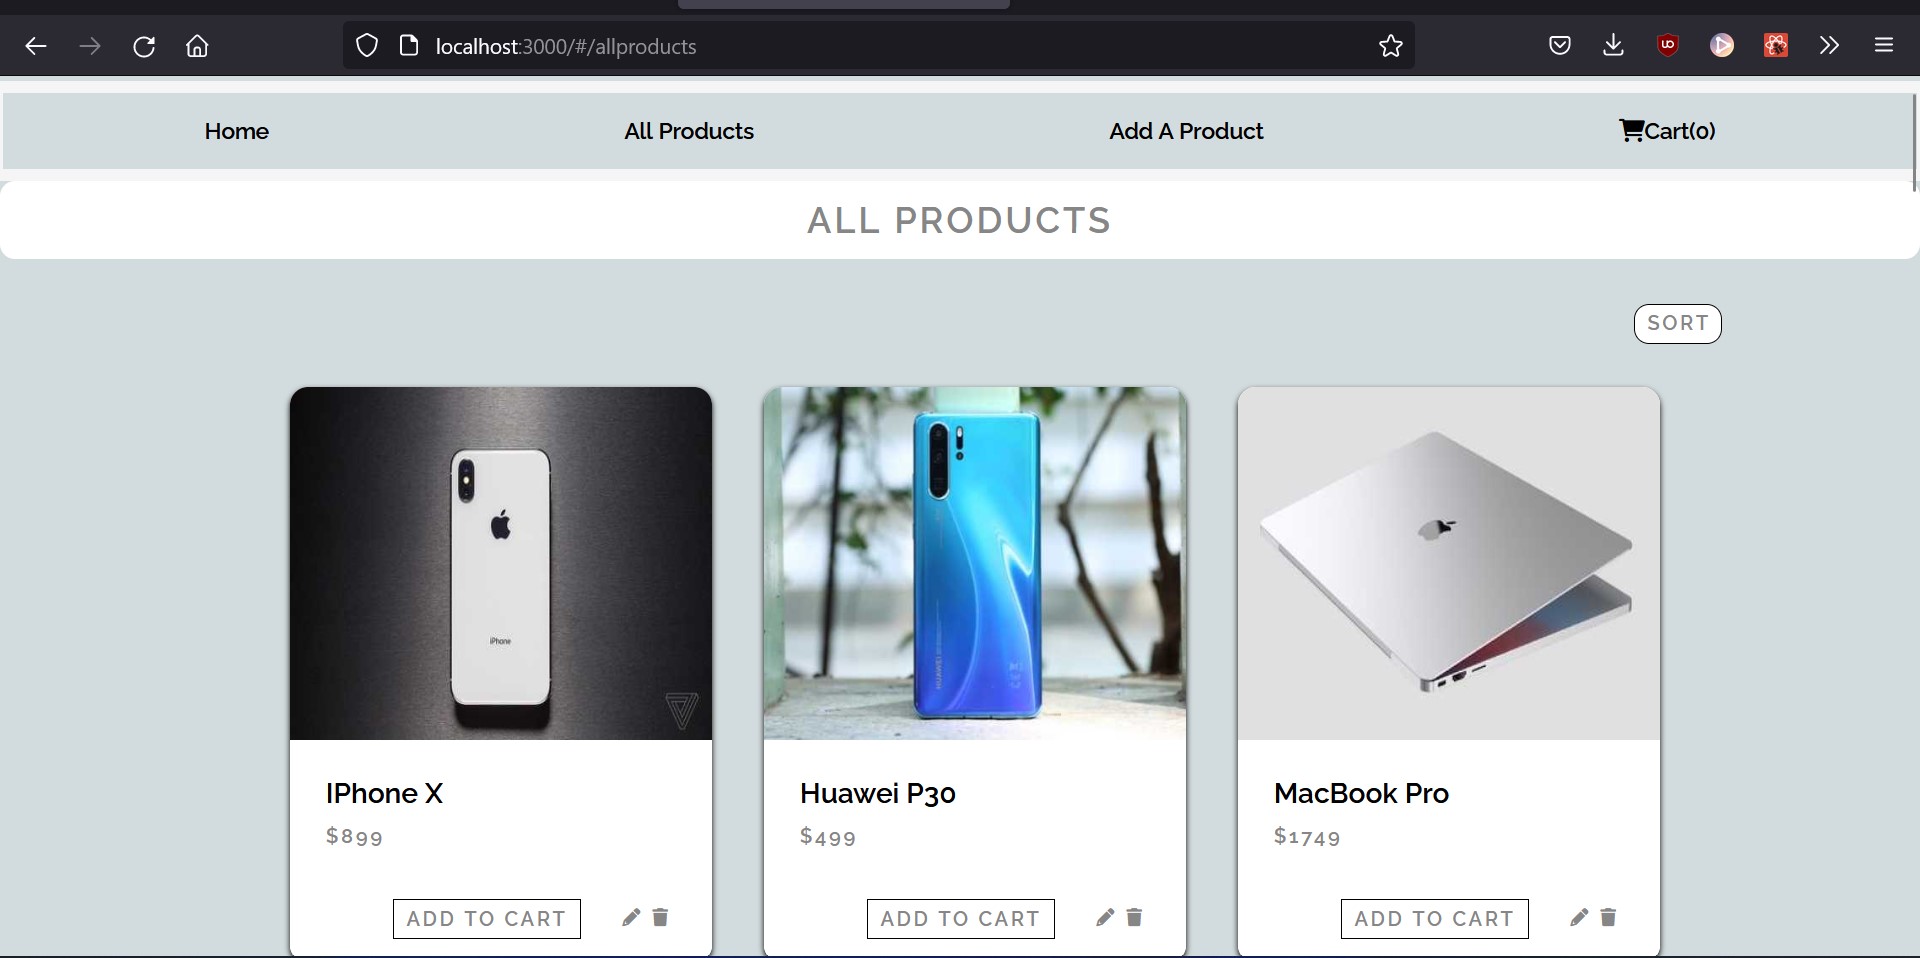 localhost:3000/#/allproducts
Home All Products Add A Product Cart(0)
ALL PRODUCTS
SORT
iPhone
IPhone X Huawei P30 MacBook Pro
$899 $499 $1749
ADD TO CART ADD TO CART ADD TO CART